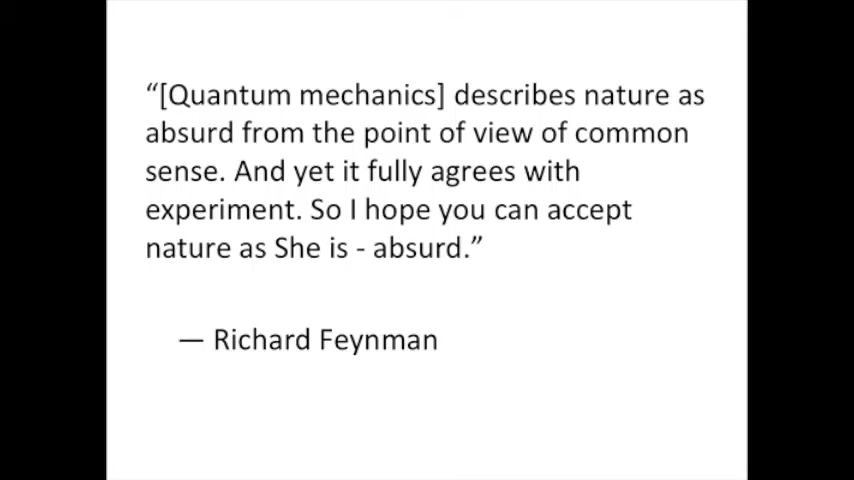 “[Quantum mechanics] describes nature as
absurd from the point of view of common
sense. And yet it fully agrees with
experiment. So I hope you can accept
nature as She is - absurd.”
— Richard Feynman